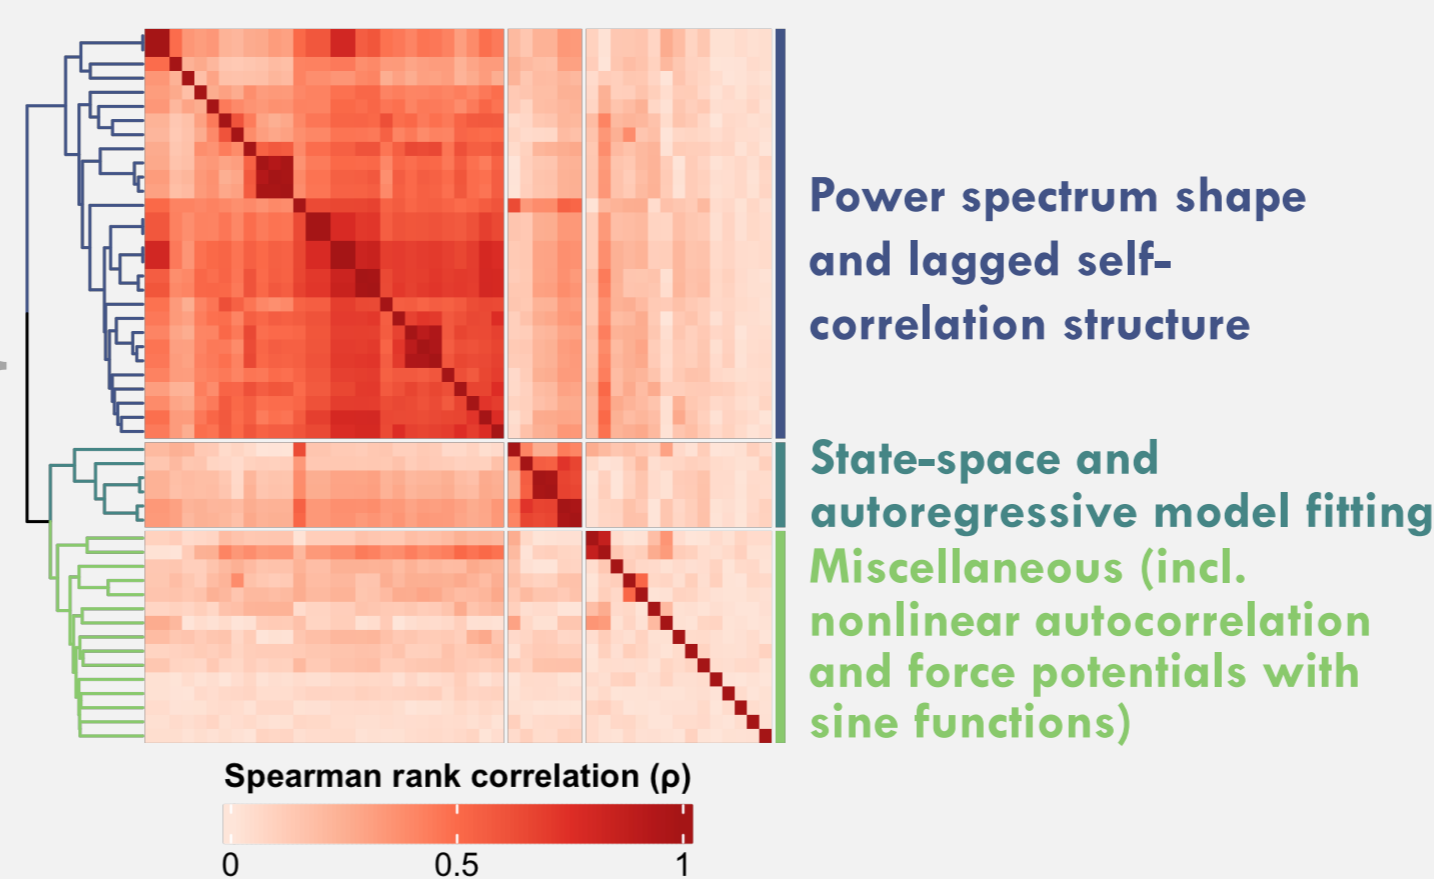 Power spectrum shape
and lagged self-
correlation structure
State-space and
autoregressive model fitting
Miscellaneous (incl.
nonlinear autocorrelation
and force potentials with
sine functions)
Spearman rank correlation (ρ)
0 0.5 1